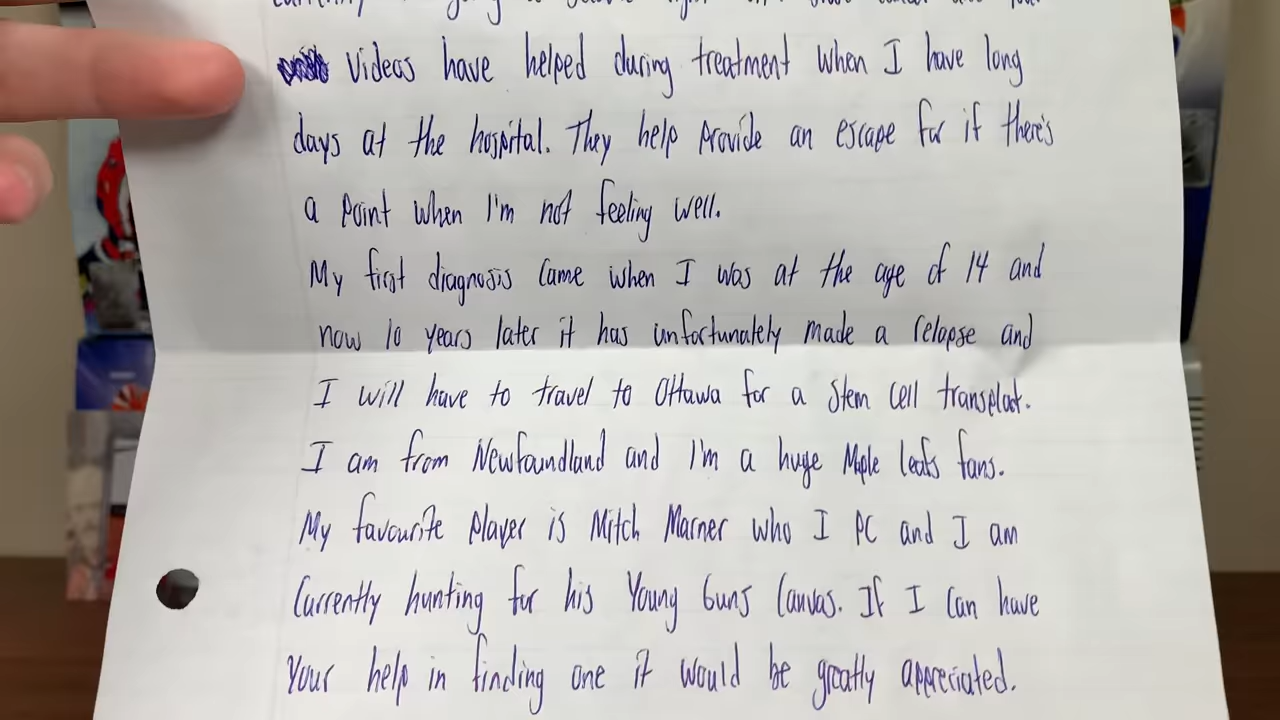 videos have helped during treatment when I have long
days at the hospital. They help provide an escape for if there's
a point when I'm not feeling well.
My first diagnosis came when I was at the age of 14 and
now 10 years later it has unfortunately made a relapse and
I will have to travel to Ottawa for a stem cell transplact.
I am from Newfoundland and I'm a huge Maple leafs fans.
My favourite player is Mitch Marner who I PC and I am
Currently hunting for his Young Guns Canvas. If I can have
Your help in finding one it would be greatly appreciated.